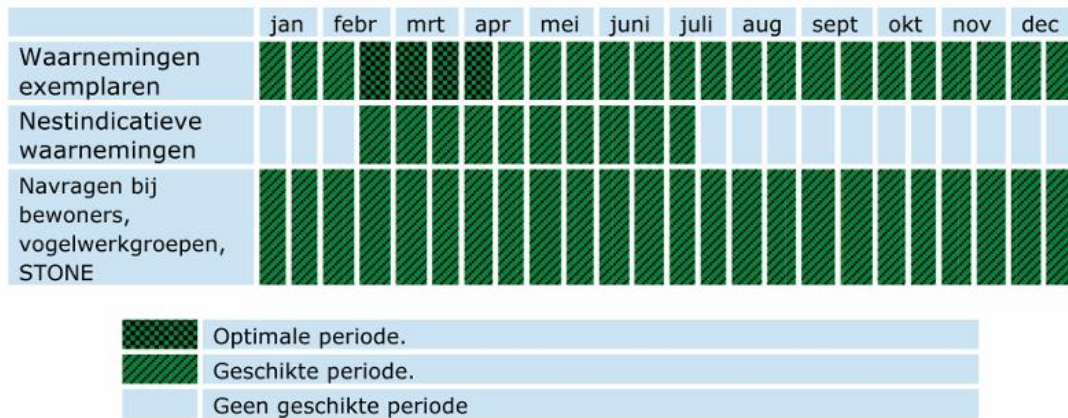 jan febr mrt apr mei juni juli aug sept okt nov dec
Waarnemingen
exemplaren
Nestindicatieve
waarnemingen
Navragen bij
bewoners,
vogelwerkgroepen,
STONE
Optimale periode.
Geschikte periode.
Geen geschikte periode